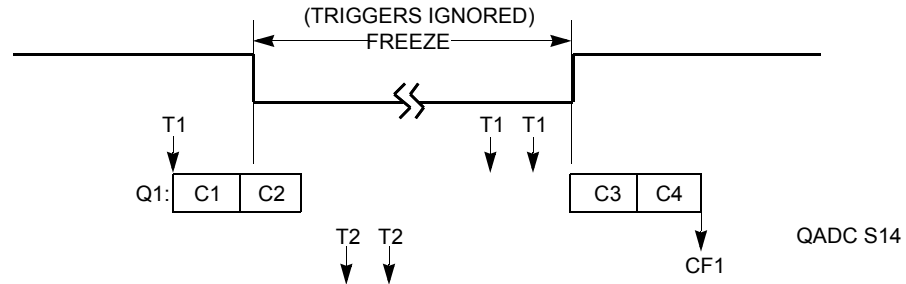 (TRIGGERS IGNORED)
FREEZE
T1
T1 T1
Q1: C1 C2 C3 C4
T2 T2
QADC S14
CF1